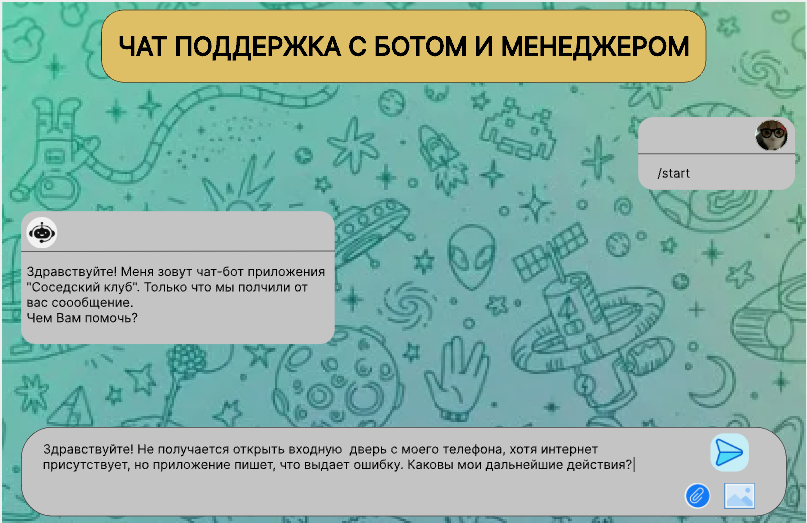 ЧАТ ПОДДЕРЖКА С БОТОМ И МЕНЕДЖЕРОМ
/start
Здравствуйте! Меня зовут чат-бот приложения
"Соседский клуб". Только что мы полчили от
вас соообщение.
Чем Вам помочь?
Здравствуйте! Не получается открыть входную  дверь с моего телефона, хотя интернет
присутствует, но приложение пишет, что выдает ошибку. Каковы мои дальнейшие действия?